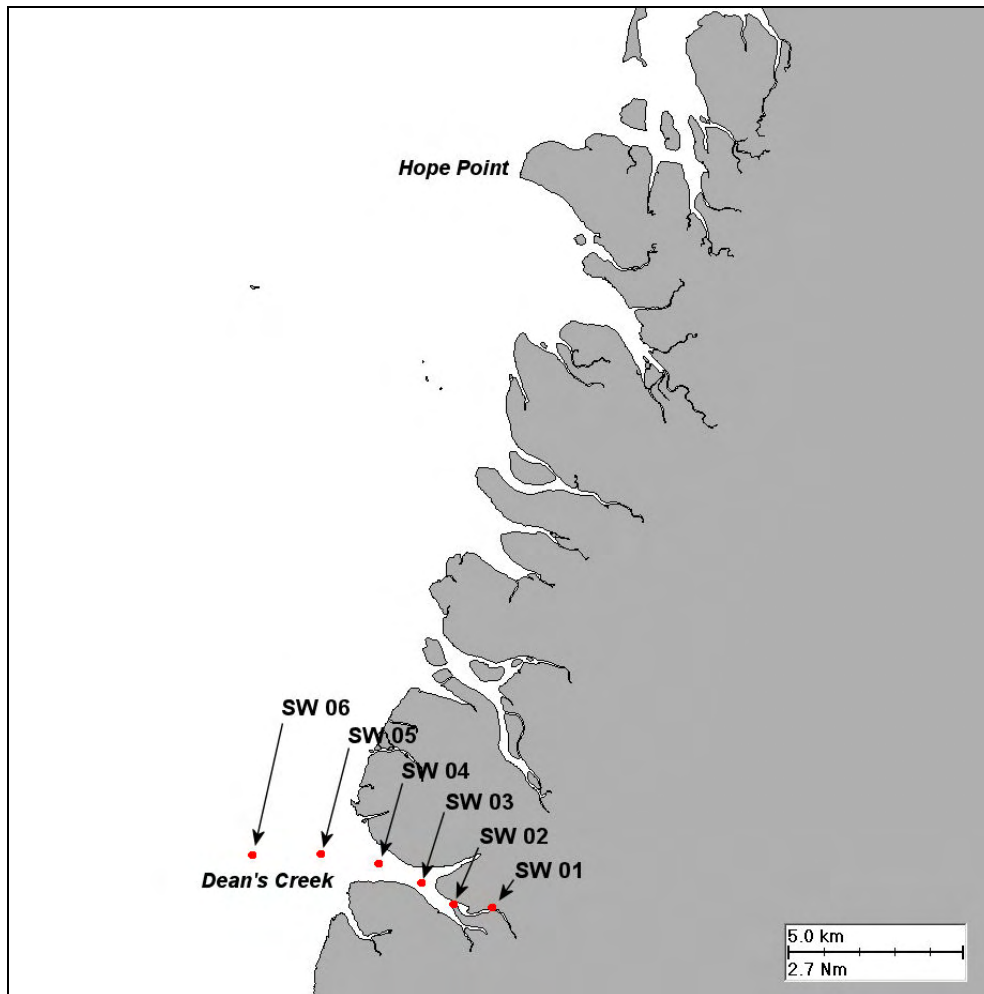 Hope Point
SW 06
SW 05
SW 04
SW 03
SW 02
SW 01
Dean's Creek
5.0 km
2.7 Nm